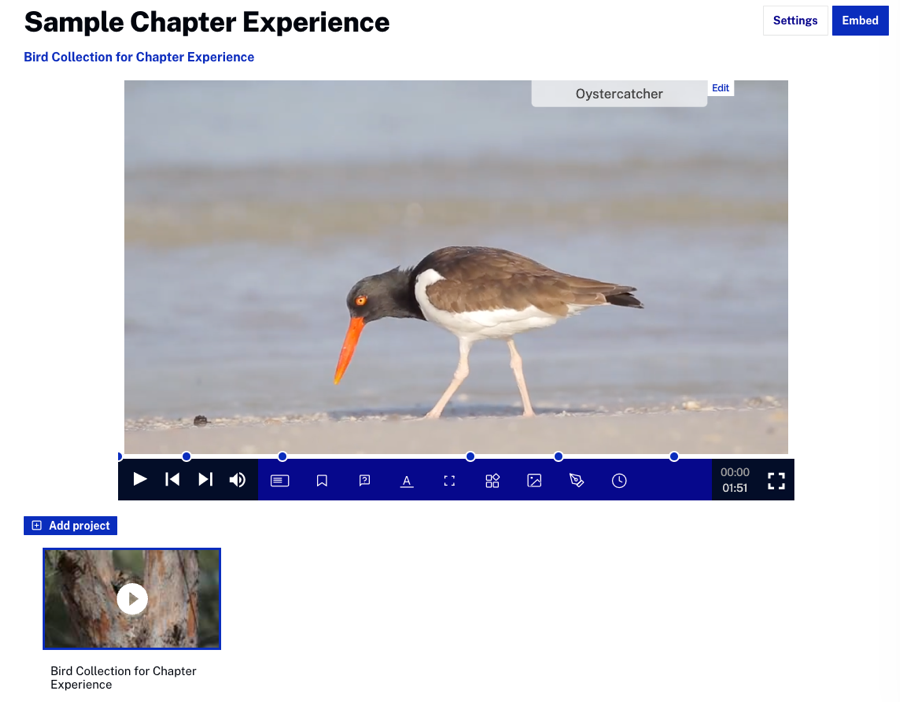 Sample Chapter Experience
Settings
Embed
Bird Collection for Chapter Experience
Oystercatcher
Edit
A
00:00
01:51
Add project
Bird Collection for Chapter
Experience